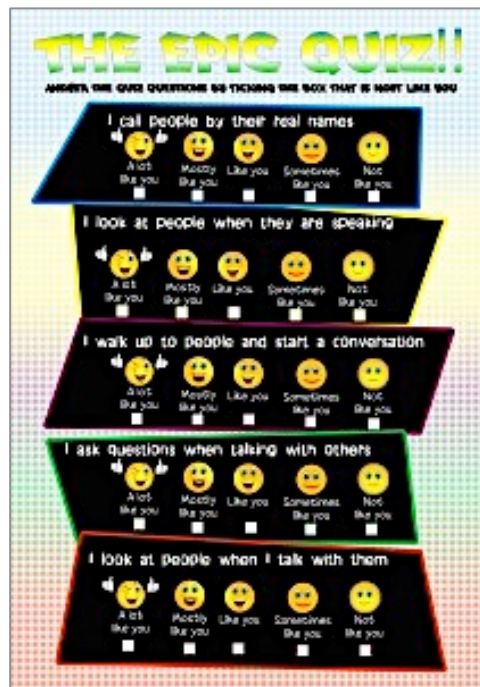 THE EPIC QUIZ!!
ANSWER THE QUIZ QUESTIONS BY TICKING THE BOX THAT IS MOST LIKE YOU
I call people by their real names
A lot Mostly Like you Sometimes Not
like you like you like you like you
I look at people when they are speaking
A lot Mostly Like you Sometimes Not
like you like you like you like you
I walk up to people and start a conversation
A lot Mostly Like you Sometimes Not
like you like you like you like you
I ask questions when talking with others
A lot Mostly Like you Sometimes Not
like you like you like you like you
I look at people when I talk with them
A lot Mostly Like you Sometimes Not
like you like you like you like you